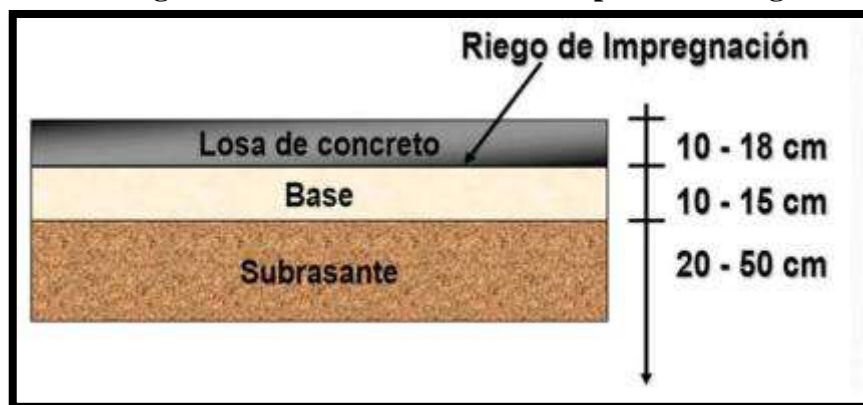 Riego de Impregnación
Losa de concreto
10 - 18 cm
Base
10 - 15 cm
Subrasante
20 - 50 cm